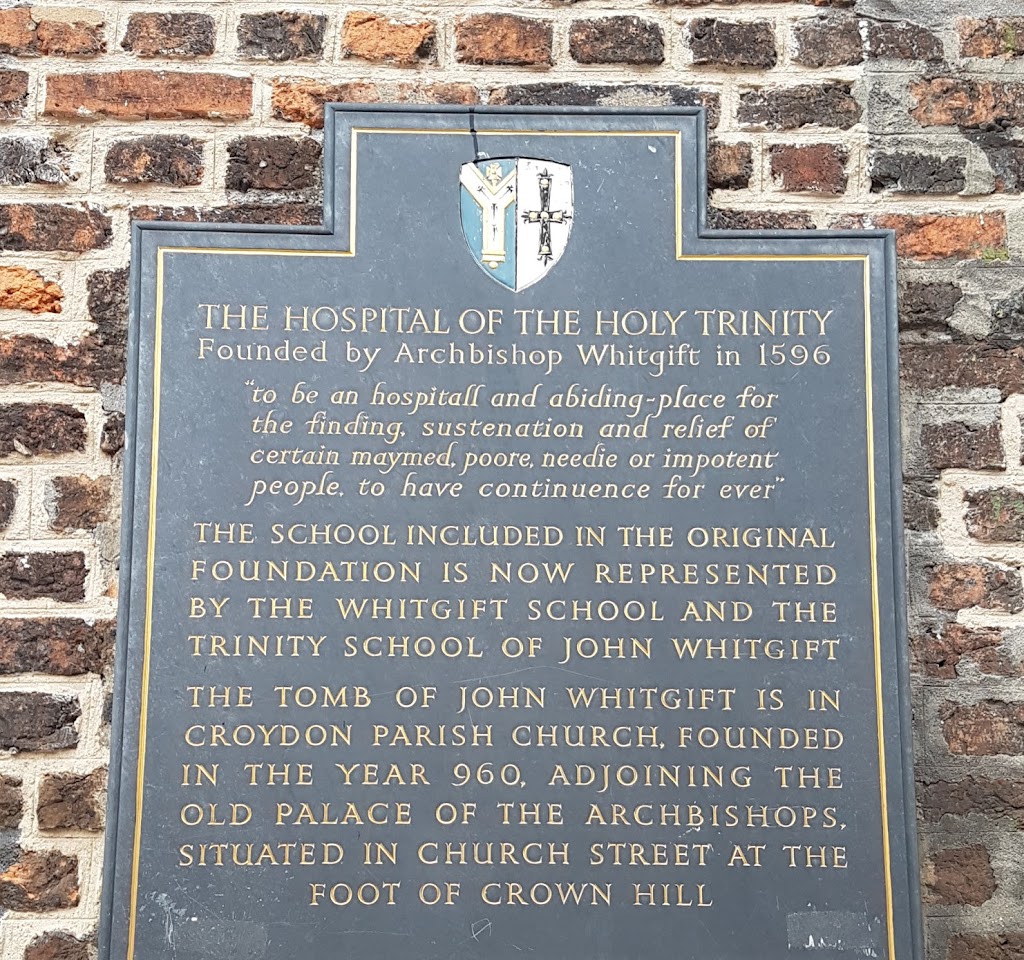 THE HOSPITAL OF THE HOLY TRINITY
Founded by Archbishop Whitgift in 1596
"to be an hospitall and abiding-place for
the finding, sustenation and relief of
certain maymed, poore, needie or impotent
people, to have continuence for ever"
THE SCHOOL INCLUDED IN THE ORIGINAL
FOUNDATION IS NOW REPRESENTED
BY THE WHITGIFT SCHOOL AND THE
TRINITY SCHOOL OF JOHN WHITGIFT
THE TOMB OF JOHN WHITGIFT IS IN
CROYDON PARISH CHURCH, FOUNDED
IN THE YEAR 960, ADJOINING THE
OLD PALACE OF THE ARCHBISHOPS,
SITUATED IN CHURCH STREET AT THE
FOOT OF CROWN HILL